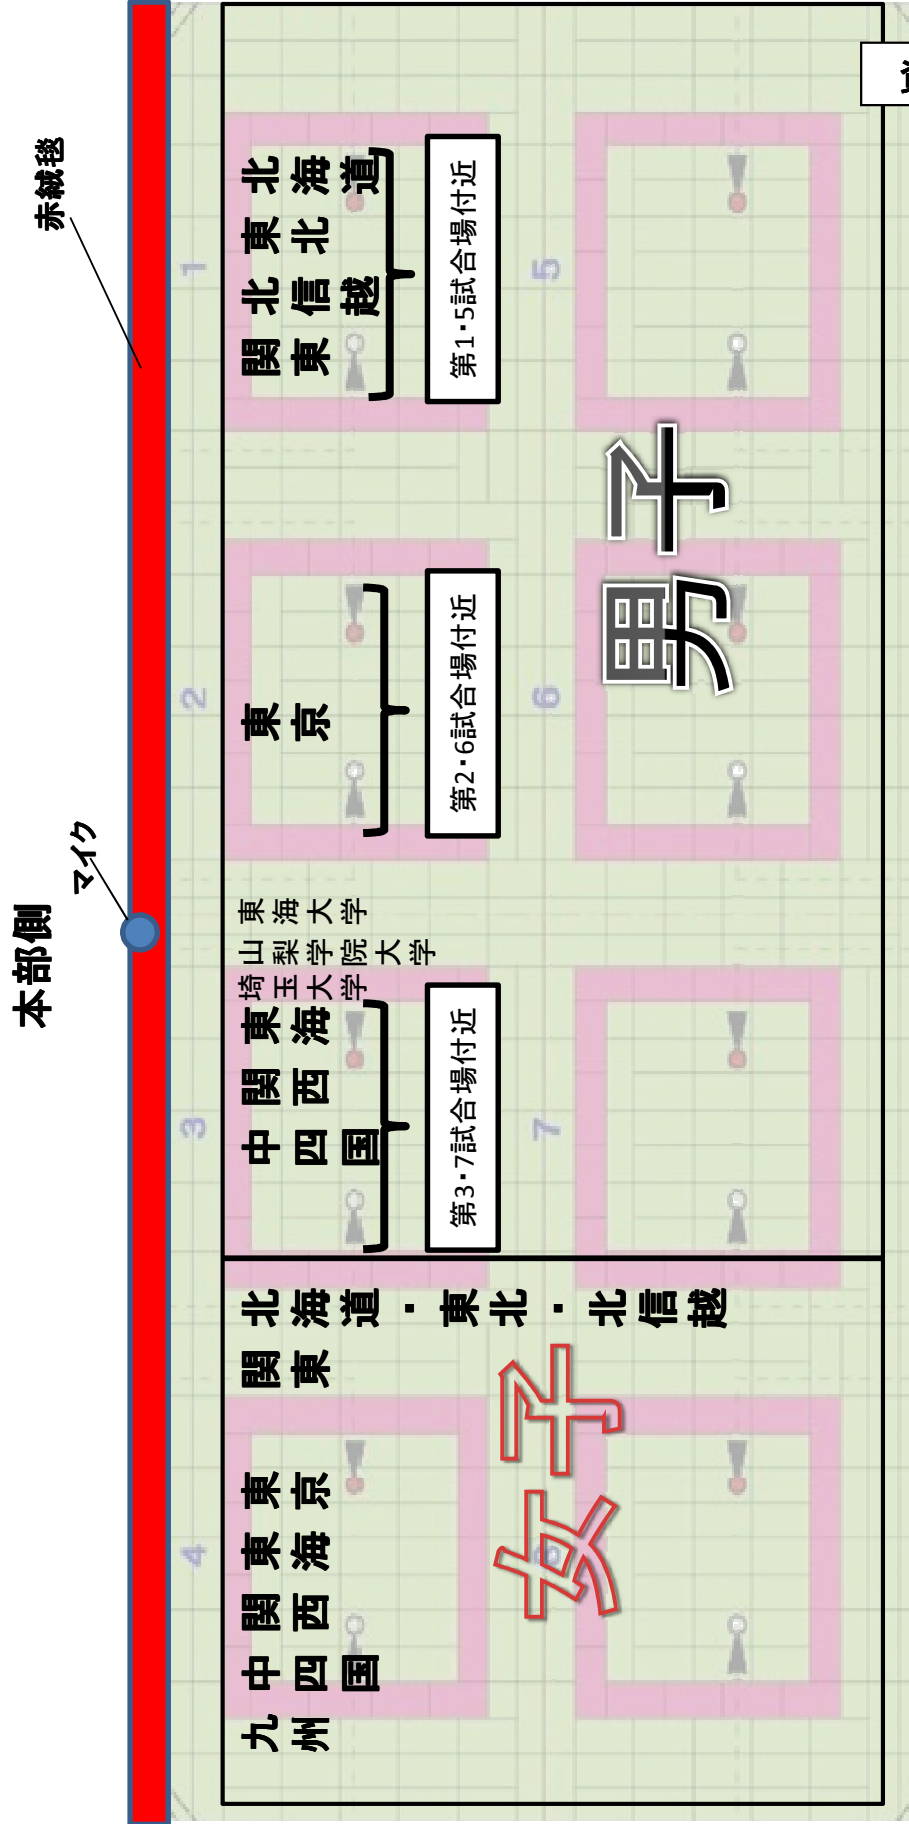 本部側
マイク
赤絨毯
4
3
2
1
北海道
東北
北信越
関東
第1・5試合場付近
東京
第2・6試合場付近
東海大学
山梨学院大学
埼玉大学
東海
関西
中四国
第3・7試合場付近
北海道・東北・北信越
関東
東京
東海
関西
中四国
九州
女子
男子
8
7
6
5